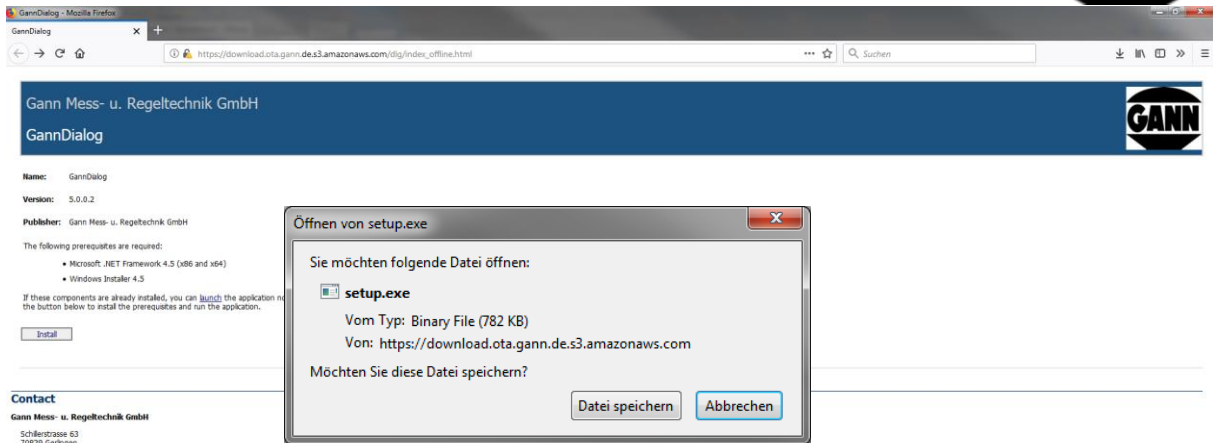 GannDialog - Mozilla Firefox
GannDialog
https://download.ota.gann.de.s3.amazonaws.com/dlg/index_offline.html
Suchen
Gann Mess- u. Regeltechnik GmbH
GannDialog
GANN
Name: GannDialog
Version: 5.0.0.2
Publisher: Gann Mess- u. Regeltechnik GmbH
The following prerequisites are required:
• Microsoft .NET Framework 4.5 (x86 and x64)
• Windows Installer 4.5
If these components are already installed, you can launch the application
the button below to install the prerequisites and run the application.
Install
Öffnen von setup.exe
Sie möchten folgende Datei öffnen:
setup.exe
Vom Typ: Binary File (782 KB)
Von: https://download.ota.gann.de.s3.amazonaws.com
Möchten Sie diese Datei speichern?
Datei speichern
Abbrechen
Contact
Gann Mess- u. Regeltechnik GmbH
Schillerstrasse 63